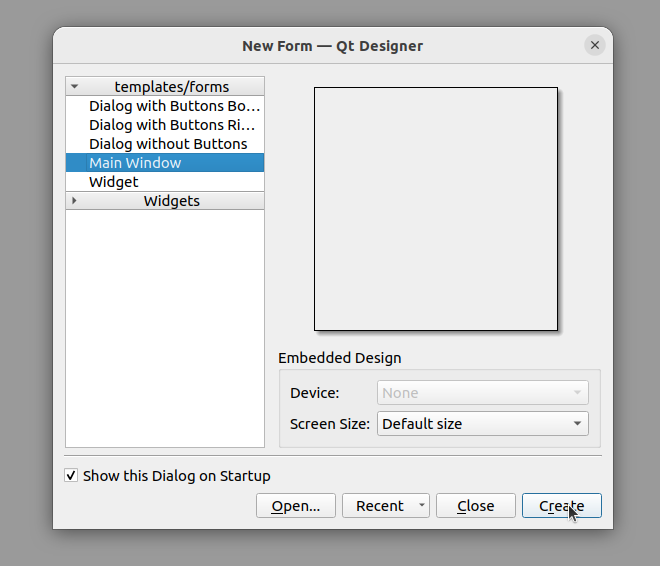 New Form — Qt Designer
templates/forms
Dialog with Buttons Bo...
Dialog with Buttons Ri...
Dialog without Buttons
Main Window
Widget
Widgets
Embedded Design
Device: None
Screen Size: Default size
Show this Dialog on Startup
Open... Recent Close Create